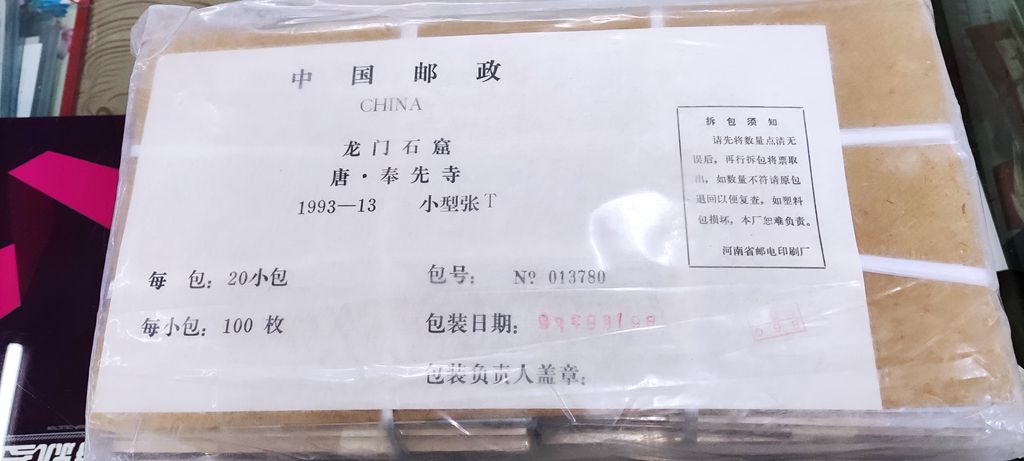 中国邮政
CHINA
龙门石窟
唐·奉先寺
1993—13 小型张T
拆包须知
请先将数量点清无
误后，再行拆包将票取
出，如数量不符请原包
退回以便复查，如塑料
包损坏，本厂恕难负责。
河南省邮电印刷厂
每 包：20小包
包号： № 013780
每小包：100 枚
包装日期：
包装负责人盖章：